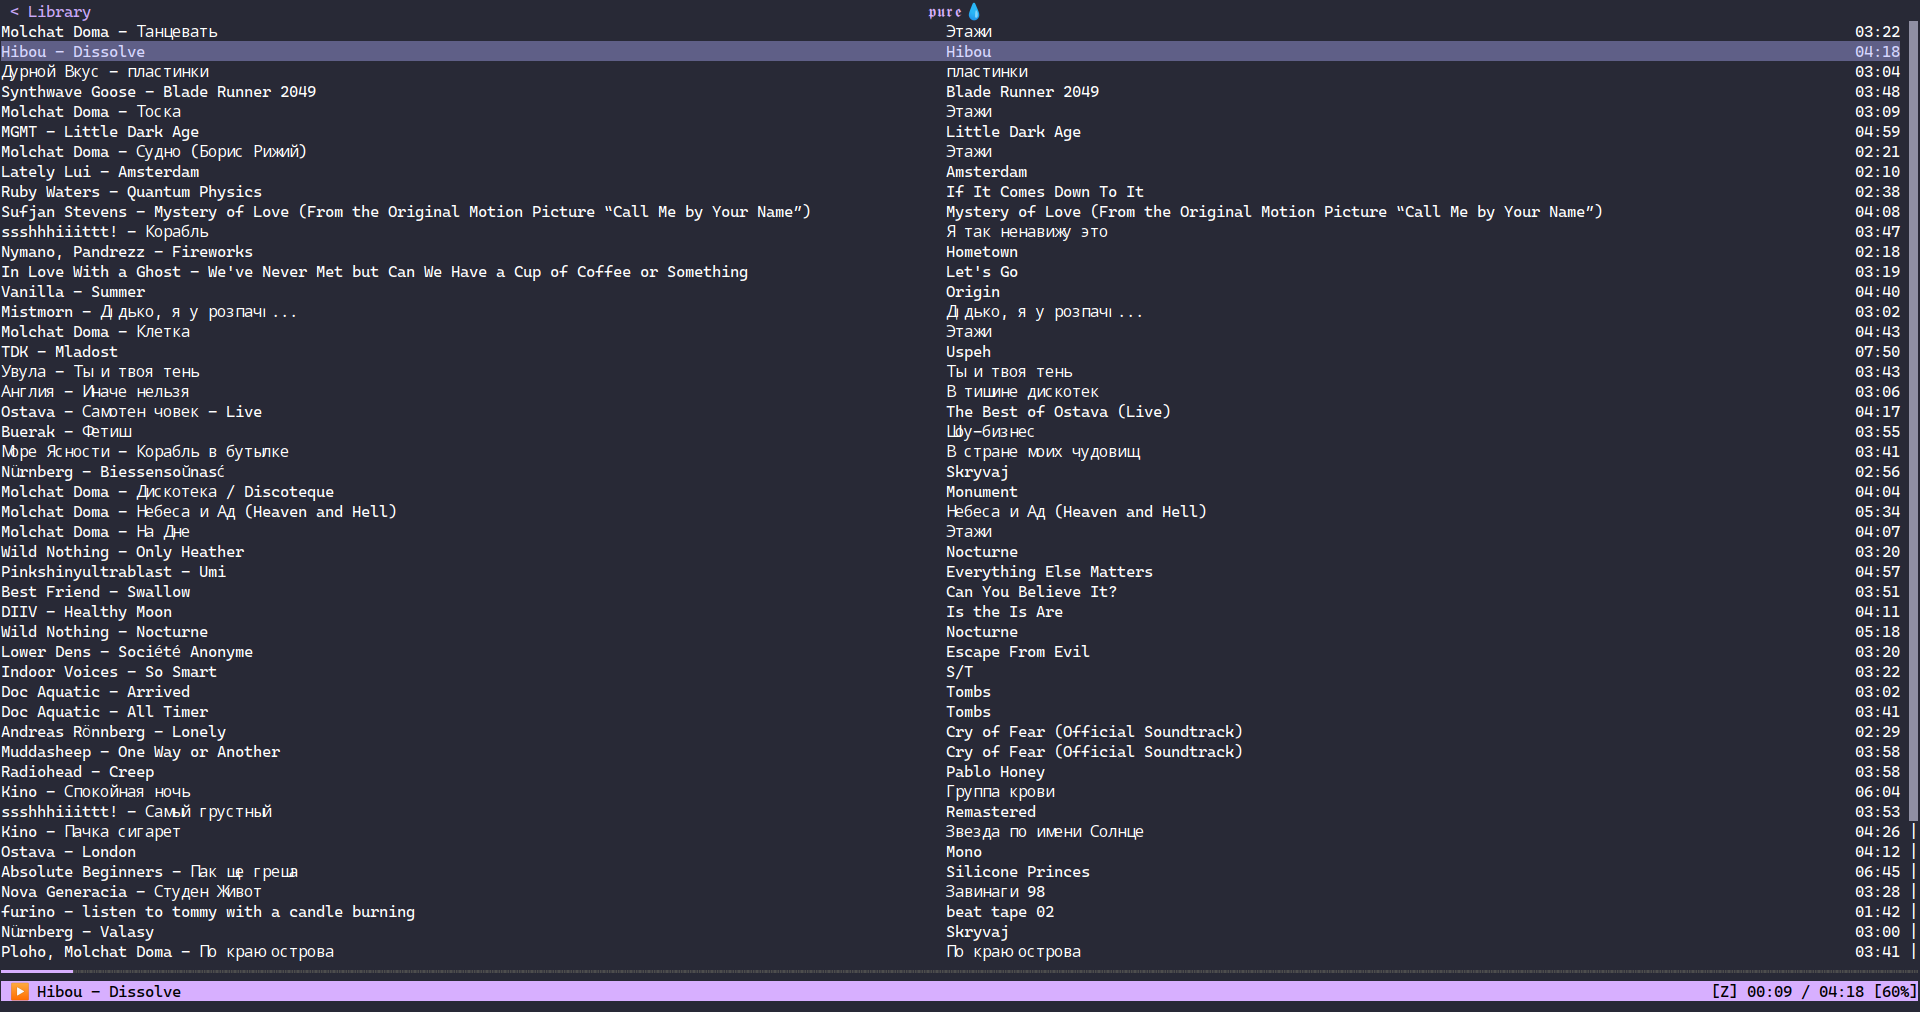 < Library 𝖕𝖚𝖗𝖊💧
Molchat Doma – Танцевать Этажи 03:22
Hibou – Dissolve Hibou 04:18
Дурной Вкус – пластинки пластинки 03:04
Synthwave Goose – Blade Runner 2049 Blade Runner 2049 03:48
Molchat Doma – Тоска Этажи 03:09
MGMT – Little Dark Age Little Dark Age 04:59
Molchat Doma – Судно (Борис Рижий) Этажи 02:21
Lately Lui – Amsterdam Amsterdam 02:10
Ruby Waters – Quantum Physics If It Comes Down To It 02:38
Sufjan Stevens – Mystery of Love (From the Original Motion Picture “Call Me by Your Name”) Mystery of Love (From the Original Motion Picture “Call Me by Your Name”) 04:08
ssshhhiiittt! – Корабль Я так ненавижу это 03:47
Nymano, Pandrezz – Fireworks Hometown 02:18
In Love With a Ghost – We've Never Met but Can We Have a Cup of Coffee or Something Let's Go 03:19
Vanilla – Summer Origin 04:40
Mistmorn – Дідько, я у розпачі... Дідько, я у розпачі... 03:02
Molchat Doma – Клетка Этажи 04:43
TDK – Mladost Uspeh 07:50
Увула – Ты и твоя тень Ты и твоя тень 03:43
Англия – Иначе нельзя В тишине дискотек 03:06
Ostava – Самотен човек – Live The Best of Ostava (Live) 04:17
Buerak – Фетиш Шоу-бизнес 03:55
Море Ясности – Корабль в бутылке В стране моих чудовищ 03:41
Nürnberg – Biessensoŭnasć Skryvaj 02:56
Molchat Doma – Дискотека / Discoteque Monument 04:04
Molchat Doma – Небеса и Ад (Heaven and Hell) Небеса и Ад (Heaven and Hell) 05:34
Molchat Doma – На Дне Этажи 04:07
Wild Nothing – Only Heather Nocturne 03:20
Pinkshinyultrablast – Umi Everything Else Matters 04:57
Best Friend – Swallow Can You Believe It? 03:51
DIIV – Healthy Moon Is the Is Are 04:11
Wild Nothing – Nocturne Nocturne 05:18
Lower Dens – Société Anonyme Escape From Evil 03:20
Indoor Voices – So Smart S/T 03:22
Doc Aquatic – Arrived Tombs 03:02
Doc Aquatic – All Timer Tombs 03:41
Andreas Rönnberg – Lonely Cry of Fear (Official Soundtrack) 02:29
Muddasheep – One Way or Another Cry of Fear (Official Soundtrack) 03:58
Radiohead – Creep Pablo Honey 03:58
Kino – Спокойная ночь Группа крови 06:04
ssshhhiiittt! – Самый грустный Remastered 03:53
Kino – Пачка сигарет Звезда по имени Солнце 04:26
Ostava – London Mono 04:12
Absolute Beginners – Пак ще греша Silicone Princes 06:45
Nova Generacia – Студен Живот Завинаги 98 03:28
furino – listen to tommy with a candle burning beat tape 02 01:42
Nürnberg – Valasy Skryvaj 03:00
Ploho, Molchat Doma – По краю острова По краю острова 03:41
▶️ Hibou – Dissolve [Z] 00:09 / 04:18 [60%]